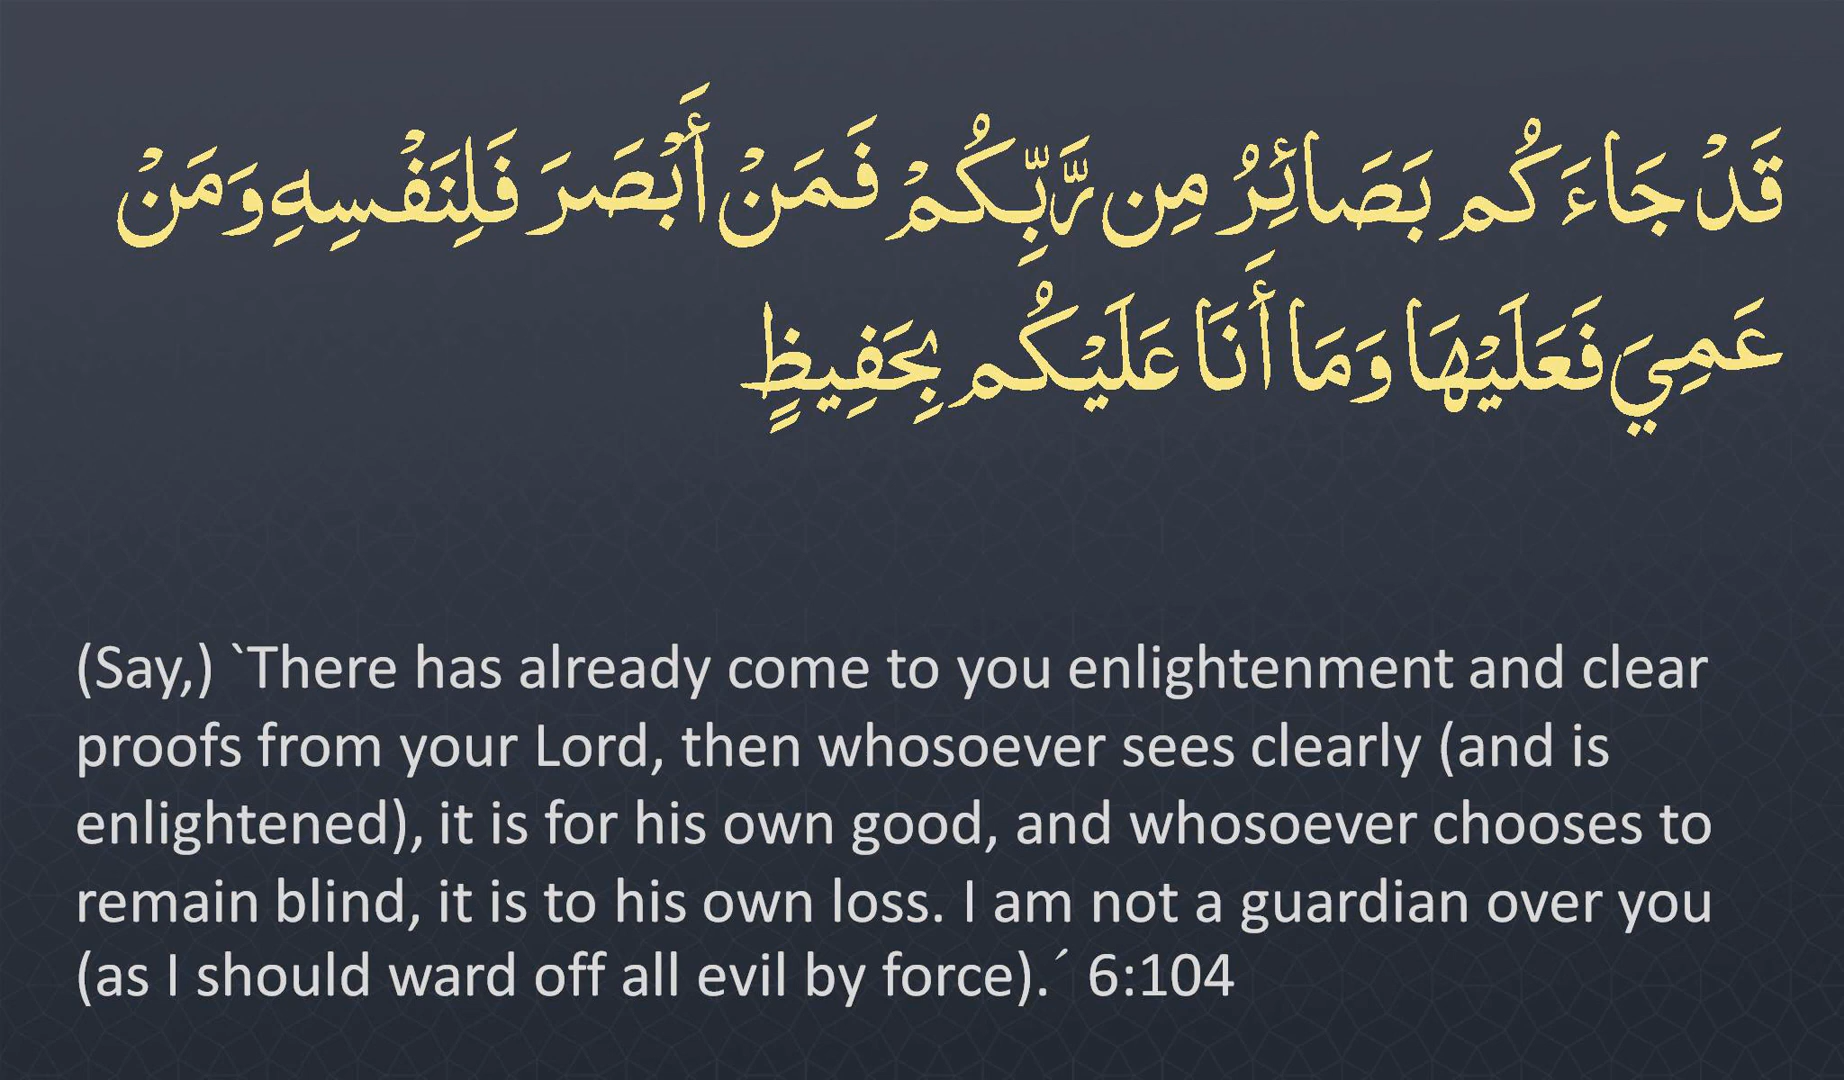 قَدْ جَاءَكُم بَصَائِرُ مِن رَّبِّكُمْ فَمَنْ أَبْصَرَ فَلِنَفْسِهِ وَمَنْ
عَمِيَ فَعَلَيْهَا وَمَا أَنَا عَلَيْكُم بِحَفِيظٍ
(Say,) `There has already come to you enlightenment and clear
proofs from your Lord, then whosoever sees clearly (and is
enlightened), it is for his own good, and whosoever chooses to
remain blind, it is to his own loss. I am not a guardian over you
(as I should ward off all evil by force).´ 6:104